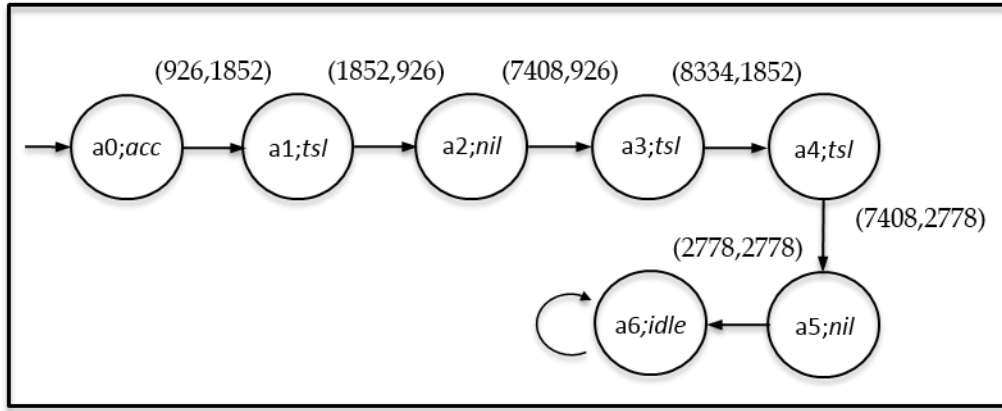 (926,1852) (1852,926) (7408,926) (8334,1852)
a0;acc a1;tsl a2;nil a3;tsl a4;tsl
(7408,2778)
(2778,2778)
a6;idle a5;nil